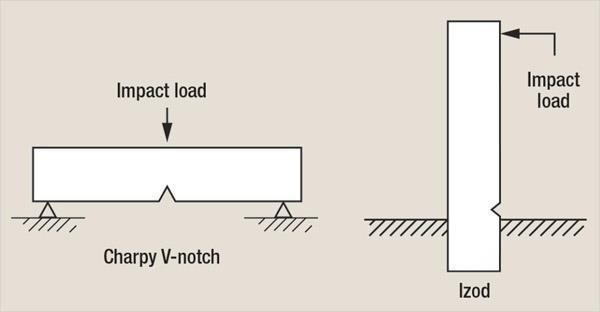 Impact load
Charpy V-notch
Impact
load
Izod